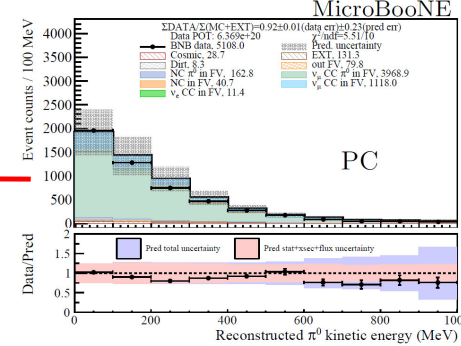 MicroBooNE
ΣDATA/Σ(MC+EXT)=0.92±0.01(data err)±0.23(pred err)
Data POT: 6.369e+20 χ²/ndf=5.51/10
BNB data, 5108.0 Pred. uncertainty
Cosmic, 28.7 EXT, 131.3
Dirt, 8.3 out FV, 79.8
NC π⁰ in FV, 162.8 ν_μ CC π⁰ in FV, 3968.9
NC in FV, 40.7 ν_μ CC in FV, 1118.0
ν_e CC in FV, 11.4
Event counts / 100 MeV
4000
3500
3000
2500
2000
1500
1000
500
0
PC
Pred total uncertainty Pred stat+xsec+flux uncertainty
Data/Pred
2
1.5
1
0.5
0
0 200 400 600 800 1000
Reconstructed π⁰ kinetic energy (MeV)